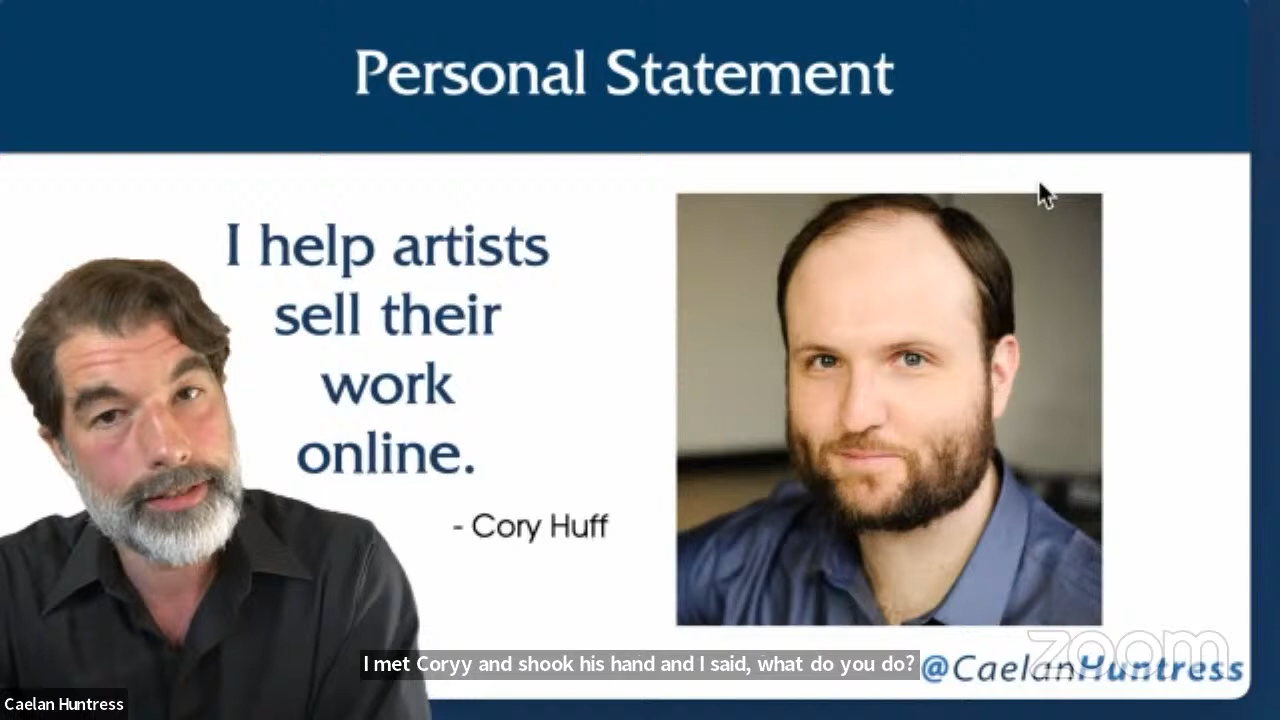 Personal Statement
I help artists
sell their
work
online.
- Cory Huff
I met Coryy and shook his hand and I said, what do you do?
zoom
@CaelanHuntress
Caelan Huntress